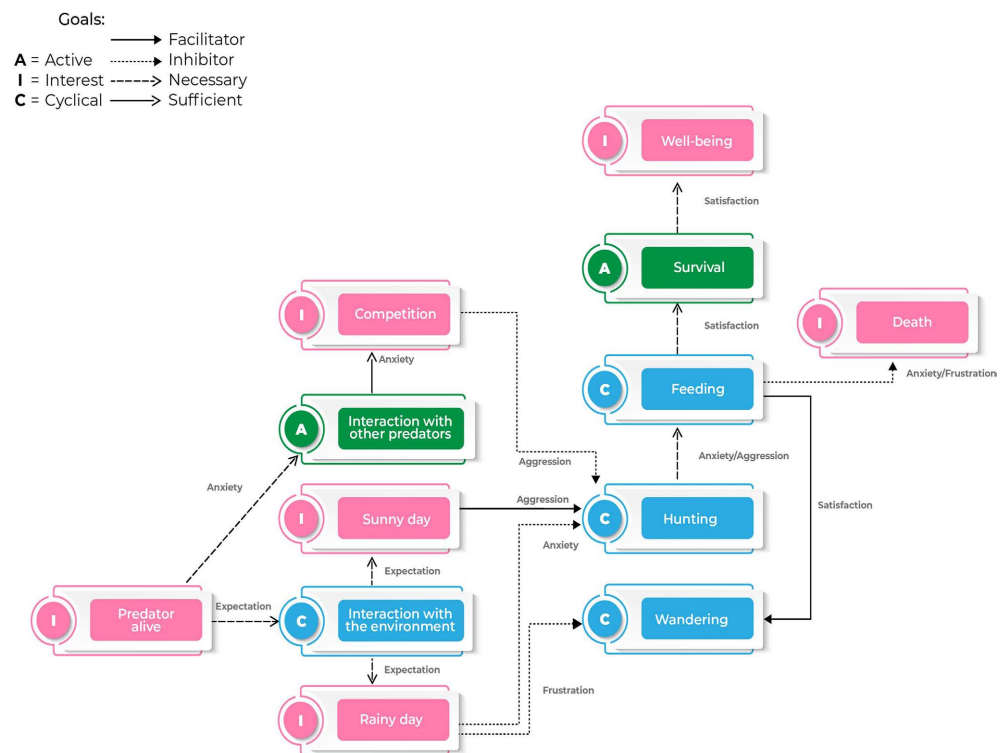 Goals:
Facilitator
A = Active Inhibitor
I = Interest Necessary
C = Cyclical Sufficient
I
Well-being
Satisfaction
A
Survival
I
Competition
Satisfaction
I
Death
Anxiety
C
Feeding
Anxiety/Frustration
A
Interaction with
other predators
Anxiety/Aggression
Aggression
Anxiety
Aggression
Satisfaction
I
Sunny day
C
Hunting
Anxiety
Expectation
I
Predator
alive
Expectation
C
Interaction with
the environment
C
Wandering
Expectation
Frustration
I
Rainy day